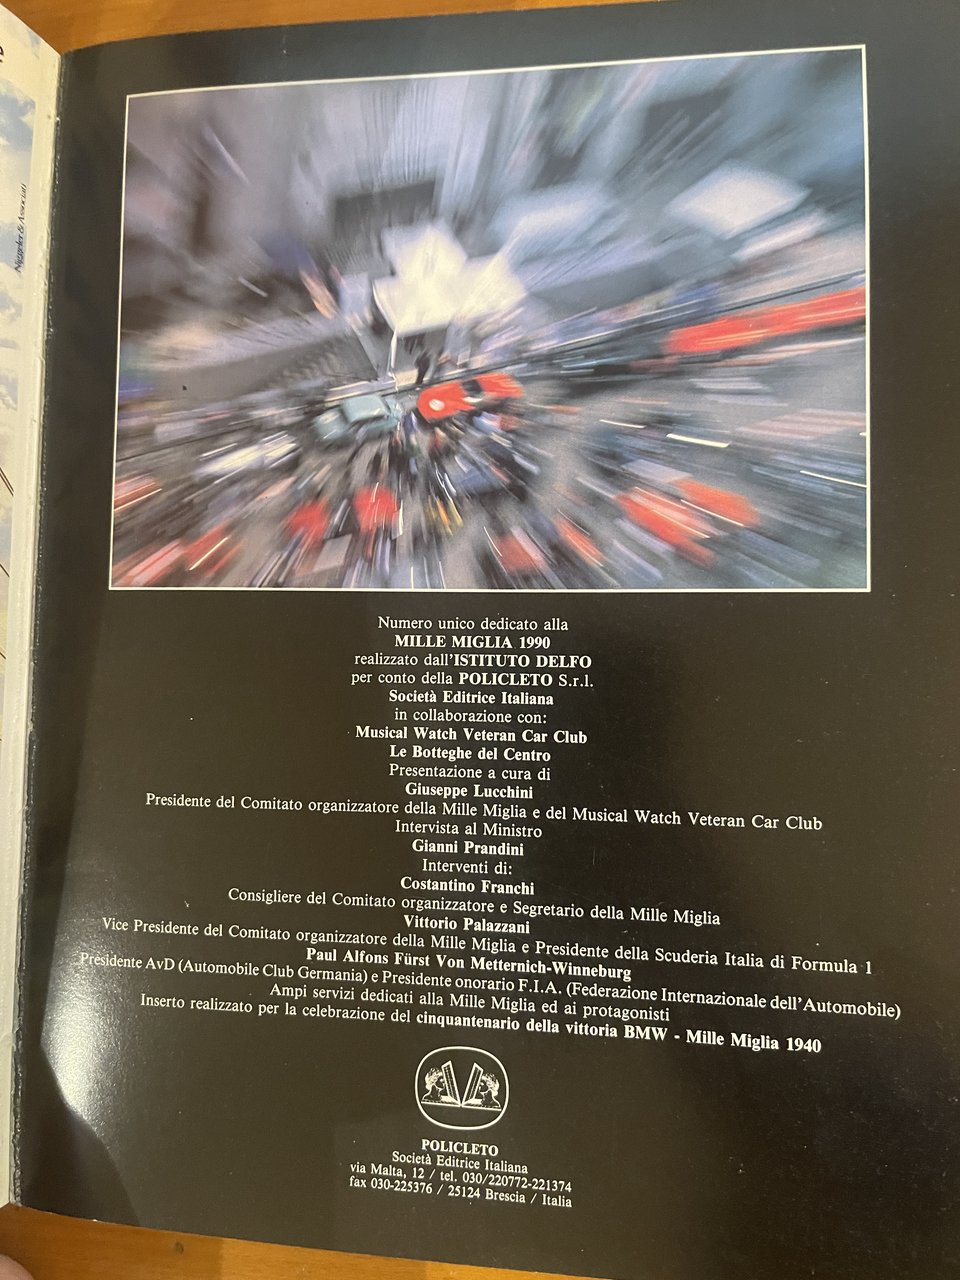 Niggeler & Associati
Numero unico dedicato alla
MILLE MIGLIA 1990
realizzato dall'ISTITUTO DELFO
per conto della POLICLETO S.r.l.
Società Editrice Italiana
in collaborazione con:
Musical Watch Veteran Car Club
Le Botteghe del Centro
Presentazione a cura di
Giuseppe Lucchini
Presidente del Comitato organizzatore della Mille Miglia e del Musical Watch Veteran Car Club
Intervista al Ministro
Gianni Prandini
Interventi di:
Costantino Franchi
Consigliere del Comitato organizzatore e Segretario della Mille Miglia
Vittorio Palazzani
Vice Presidente del Comitato organizzatore della Mille Miglia e Presidente della Scuderia Italia di Formula 1
Paul Alfons Fürst Von Metternich-Winneburg
Presidente AvD (Automobile Club Germania) e Presidente onorario F.I.A. (Federazione Internazionale dell'Automobile)
Ampi servizi dedicati alla Mille Miglia ed ai protagonisti
Inserto realizzato per la celebrazione del cinquantenario della vittoria BMW - Mille Miglia 1940
POLICLETO
Società Editrice Italiana
via Malta, 12 / tel. 030/220772-221374
fax 030-225376 / 25124 Brescia / Italia